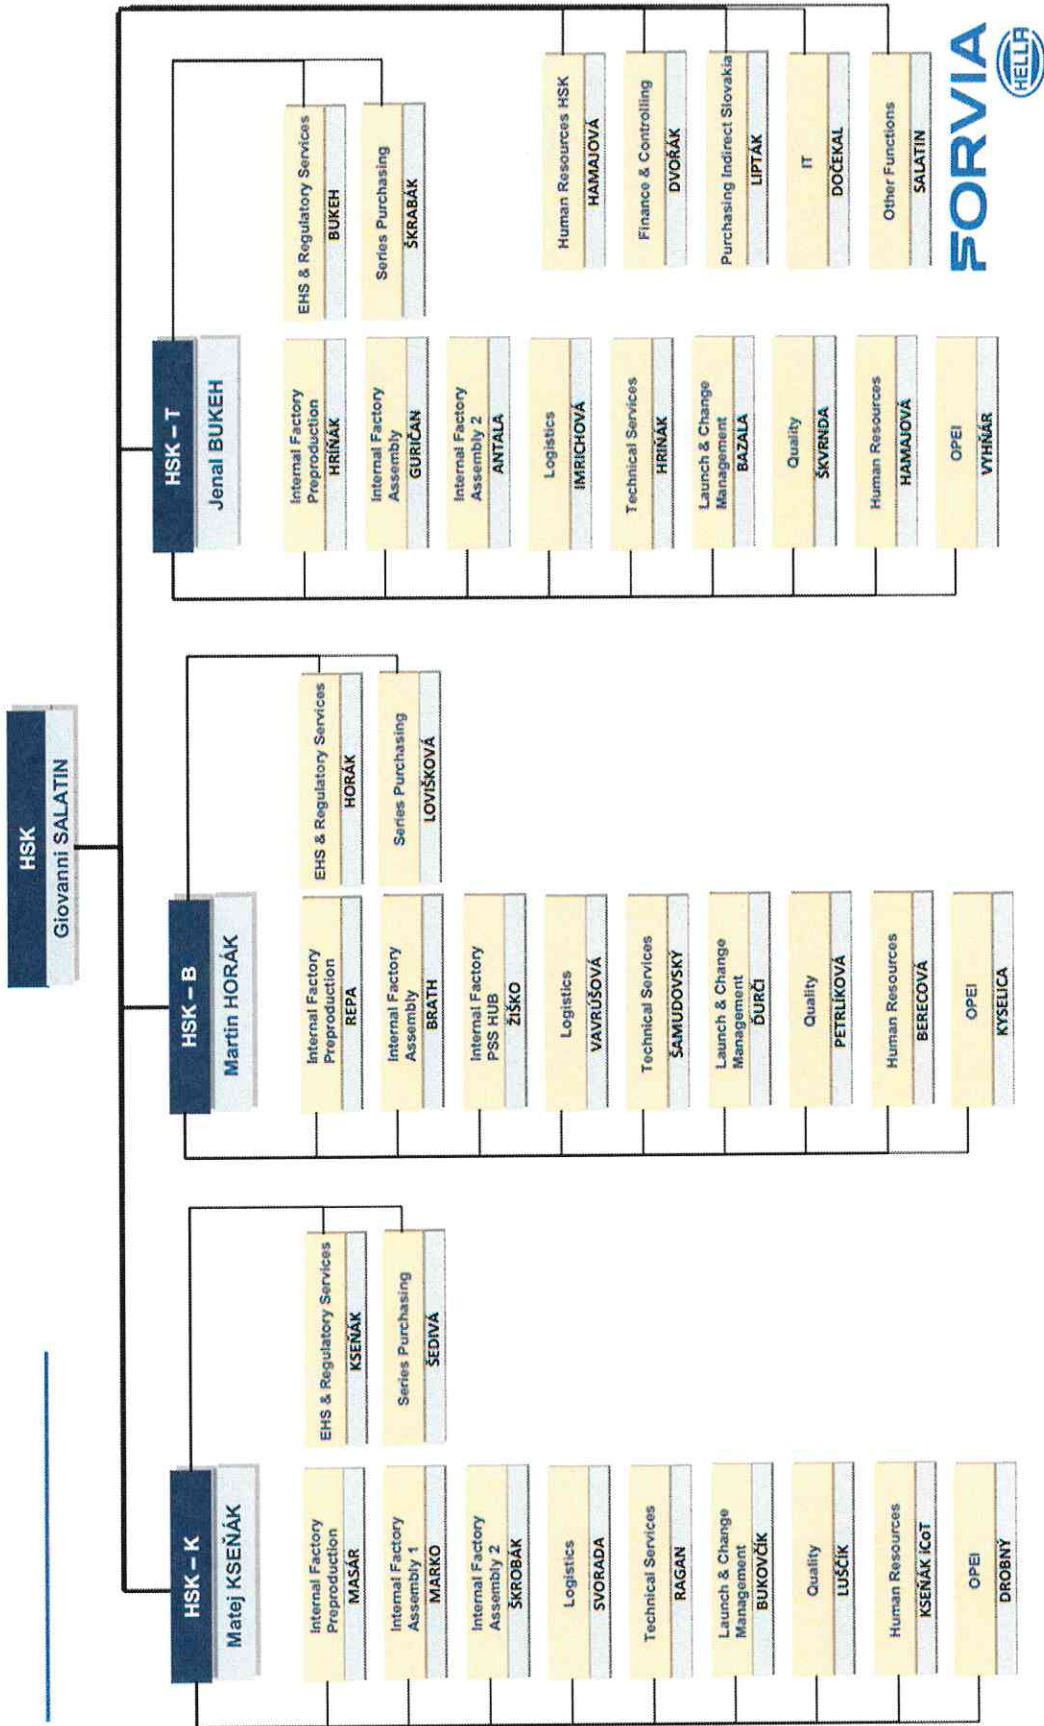 HSK
Giovanni SALATIN
HSK – K
Matej KSEŇÁK
Internal Factory
Preproduction
MASÁR
Internal Factory
Assembly 1
MARKO
Internal Factory
Assembly 2
ŠKROBÁK
Logistics
SVORADA
Technical Services
RAGAN
Launch & Change
Management
BUKOVČÍK
Quality
LUŠČÍK
Human Resources
KSEŇÁK iCoT
OPEI
DROBNÝ
EHS & Regulatory Services
KSEŇÁK
Series Purchasing
ŠEDIVÁ
HSK – B
Martin HORÁK
Internal Factory
Preproduction
REPA
Internal Factory
Assembly
BRATH
Internal Factory
PSS HUB
ŽIŠKO
Logistics
VAVRÚŠOVÁ
Technical Services
ŠAMUDOVSKÝ
Launch & Change
Management
ĎURČI
Quality
PETRLÍKOVÁ
Human Resources
BERECOVÁ
OPEI
KYSELICA
EHS & Regulatory Services
HORÁK
Series Purchasing
LOVIŠKOVÁ
HSK – T
Jenal BUKEH
Internal Factory
Preproduction
HRIŇÁK
Internal Factory
Assembly
GURIČAN
Internal Factory
Assembly 2
ANTALA
Logistics
IMRICHOVÁ
Technical Services
HRIŇÁK
Launch & Change
Management
BAZALA
Quality
ŠKVRNDA
Human Resources
HAMAJOVÁ
OPEI
VYHŇÁR
EHS & Regulatory Services
BUKEH
Series Purchasing
ŠKRABÁK
Human Resources HSK
HAMAJOVÁ
Finance & Controlling
DVOŘÁK
Purchasing Indirect Slovakia
LIPTÁK
IT
DOČEKAL
Other Functions
SALATIN
FORVIA
HELLA